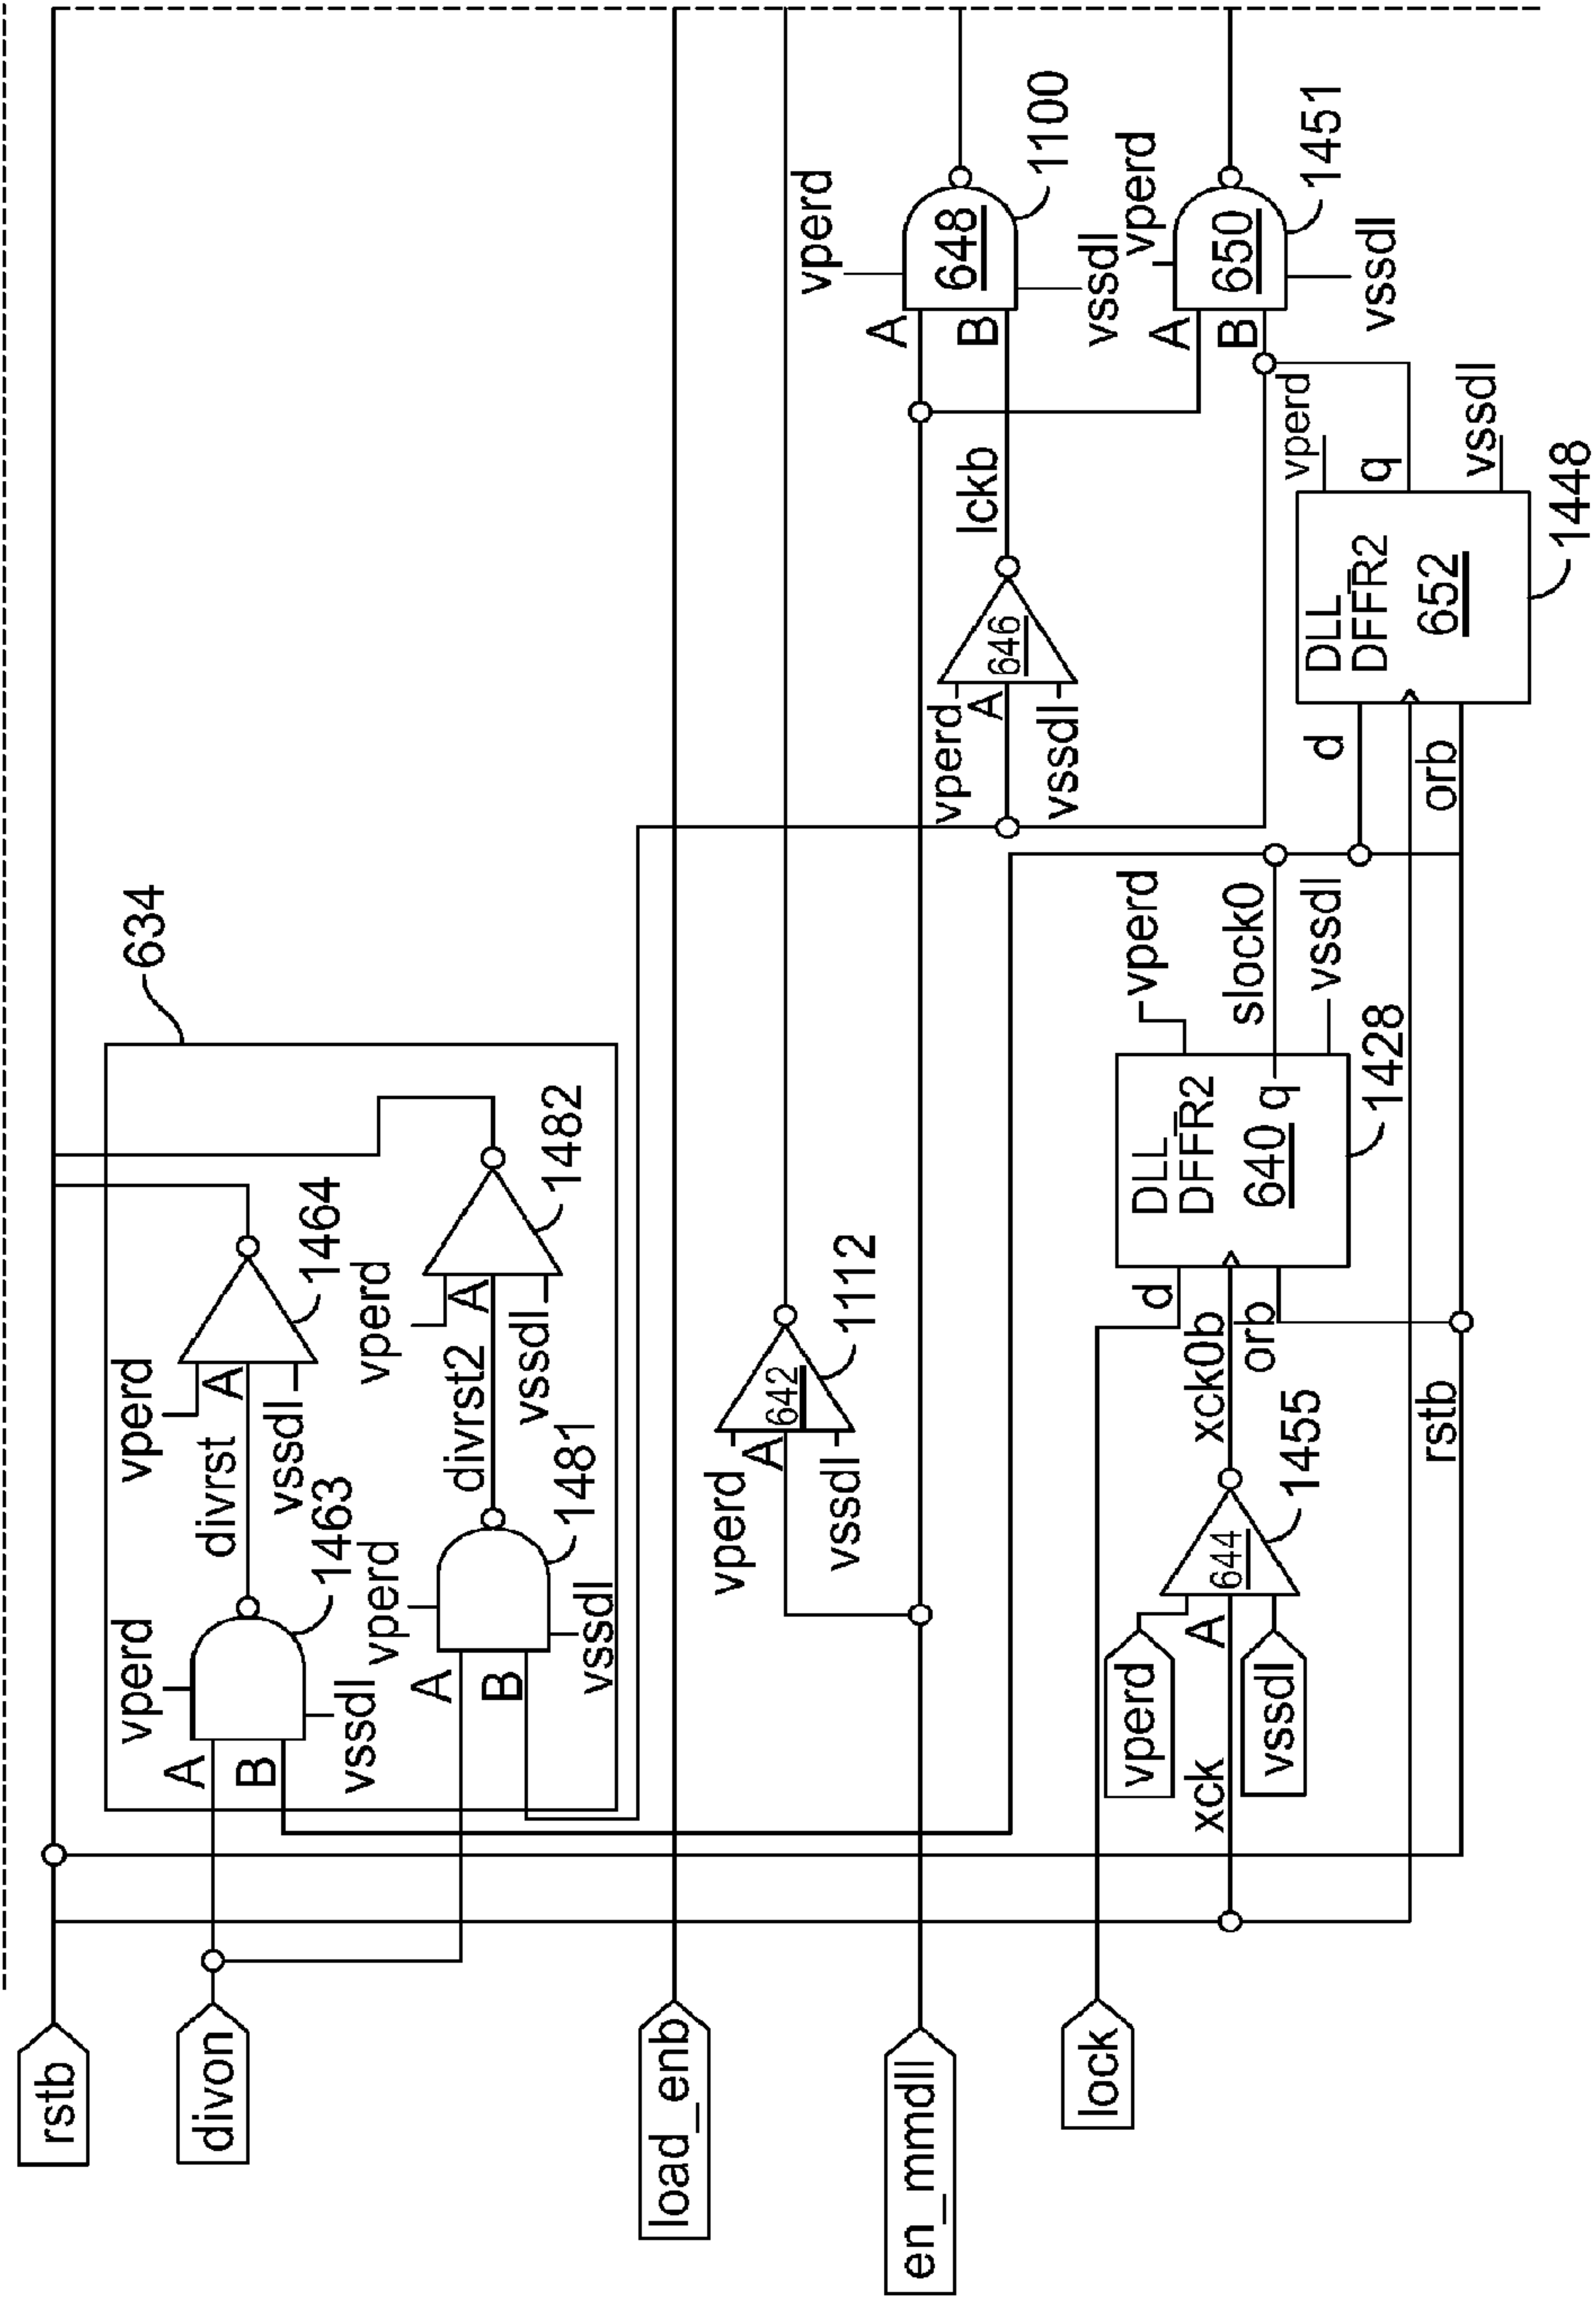 rstb
divon
load_enb
en_mmdll
lock
634
vperd
A
B
vssdl
1463
divrst
vperd
A
vssdl
1464
vperd
A
B
vssdl
1481
divrst2
vperd
A
vssdl
1482
vperd
A
vssdl
642
1112
vperd
A
vssdl
xck
644
1455
xck0b
orb
d
rstb
DLL
DFFR2
640
q
1428
vperd
slock0
vssdl
vperd
A
vssdl
646
lckb
d
orb
DLL
DFFR2
652
q
1448
vperd
vssdl
A
B
vperd
648
vssdl
1100
A
B
vperd
650
vssdl
1451